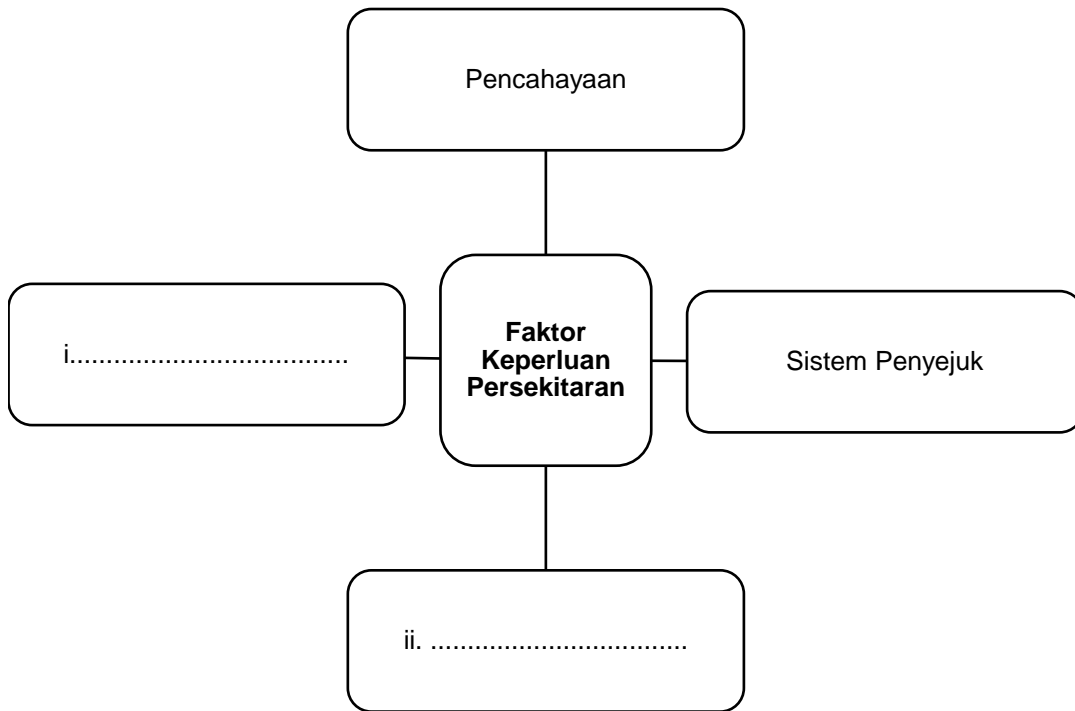 Pencahayaan
i.....................................
Faktor
Keperluan
Persekitaran
Sistem Penyejuk
ii. ...................................